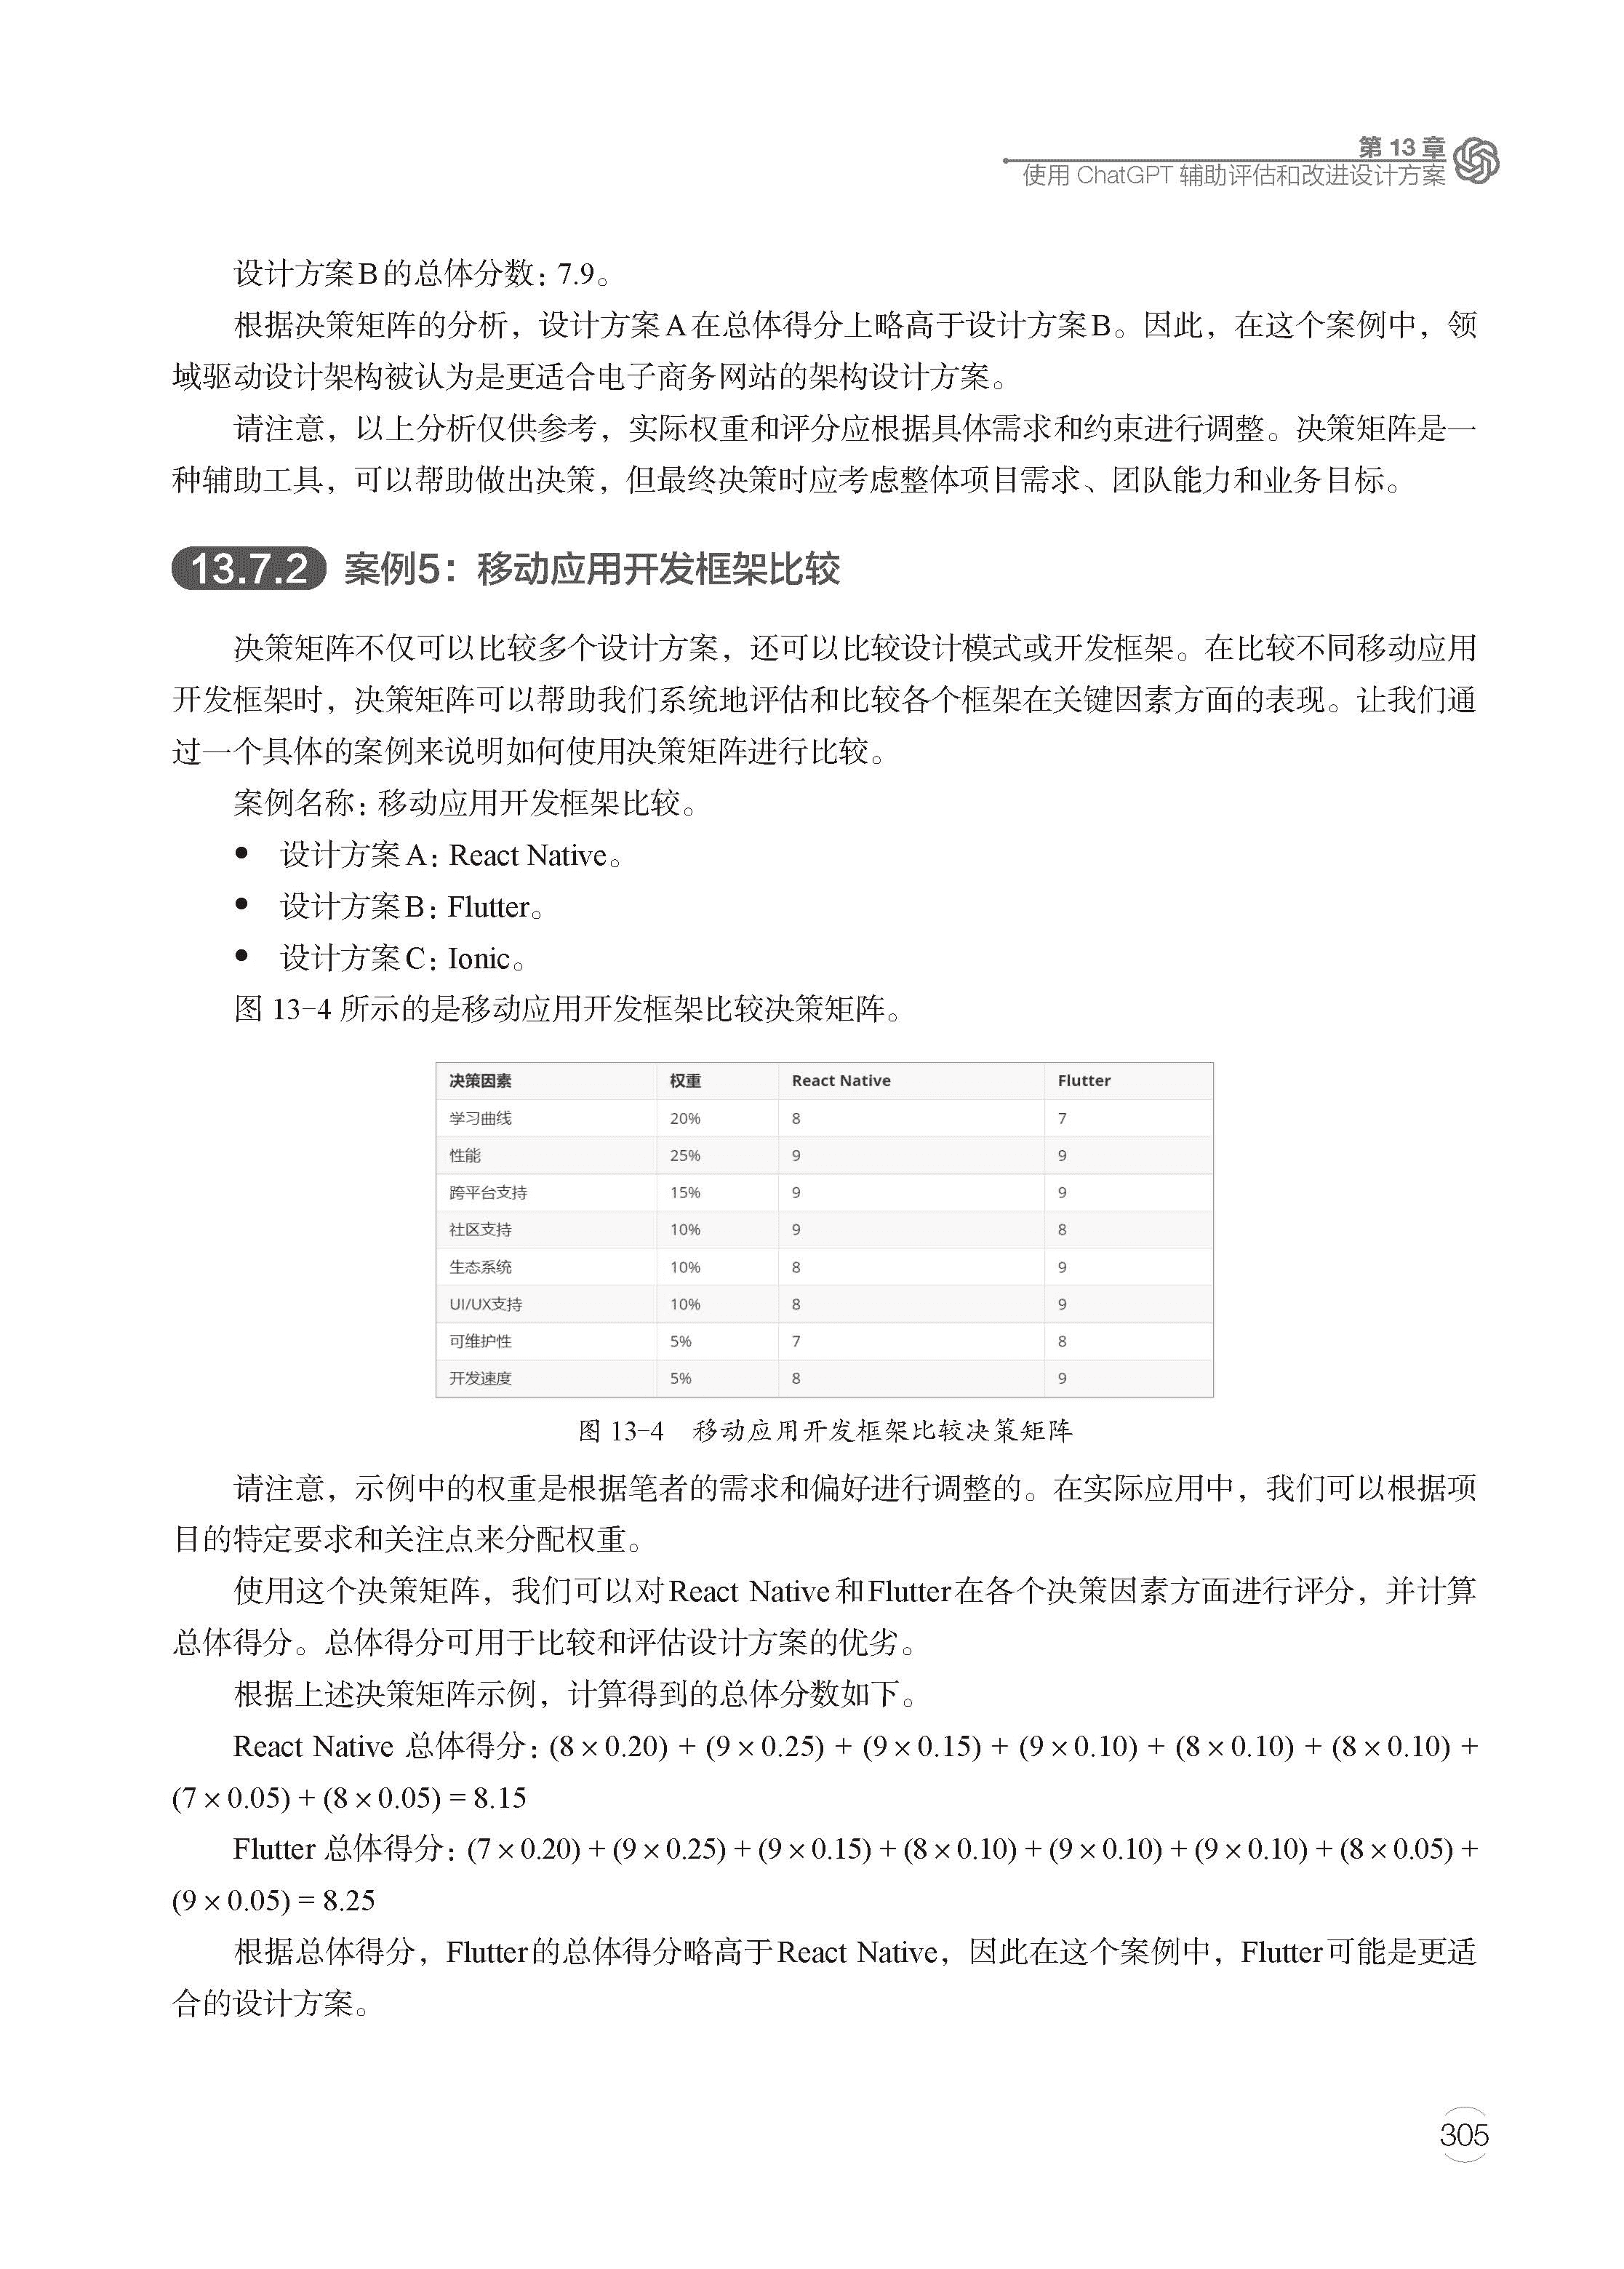 第 13 章
使用 ChatGPT 辅助评估和改进设计方案
设计方案B的总体分数：7.9。
根据决策矩阵的分析，设计方案A在总体得分上略高于设计方案B。因此，在这个案例中，领
域驱动设计架构被认为是更适合电子商务网站的架构设计方案。
请注意，以上分析仅供参考，实际权重和评分应根据具体需求和约束进行调整。决策矩阵是一
种辅助工具，可以帮助做出决策，但最终决策时应考虑整体项目需求、团队能力和业务目标。
13.7.2 案例5：移动应用开发框架比较
决策矩阵不仅可以比较多个设计方案，还可以比较设计模式或开发框架。在比较不同移动应用
开发框架时，决策矩阵可以帮助我们系统地评估和比较各个框架在关键因素方面的表现。让我们通
过一个具体的案例来说明如何使用决策矩阵进行比较。
案例名称：移动应用开发框架比较。
● 设计方案A：React Native。
● 设计方案B：Flutter。
● 设计方案C：Ionic。
图 13-4 所示的是移动应用开发框架比较决策矩阵。
决策因素 权重 React Native Flutter
学习曲线 20% 8 7
性能 25% 9 9
跨平台支持 15% 9 9
社区支持 10% 9 8
生态系统 10% 8 9
UI/UX支持 10% 8 9
可维护性 5% 7 8
开发速度 5% 8 9
图 13-4 移动应用开发框架比较决策矩阵
请注意，示例中的权重是根据笔者的需求和偏好进行调整的。在实际应用中，我们可以根据项
目的特定要求和关注点来分配权重。
使用这个决策矩阵，我们可以对React Native和Flutter在各个决策因素方面进行评分，并计算
总体得分。总体得分可用于比较和评估设计方案的优劣。
根据上述决策矩阵示例，计算得到的总体分数如下。
React Native 总体得分：(8 × 0.20) + (9 × 0.25) + (9 × 0.15) + (9 × 0.10) + (8 × 0.10) + (8 × 0.10) +
(7 × 0.05) + (8 × 0.05) = 8.15
Flutter 总体得分：(7 × 0.20) + (9 × 0.25) + (9 × 0.15) + (8 × 0.10) + (9 × 0.10) + (9 × 0.10) + (8 × 0.05) +
(9 × 0.05) = 8.25
根据总体得分，Flutter的总体得分略高于React Native，因此在这个案例中，Flutter可能是更适
合的设计方案。
305